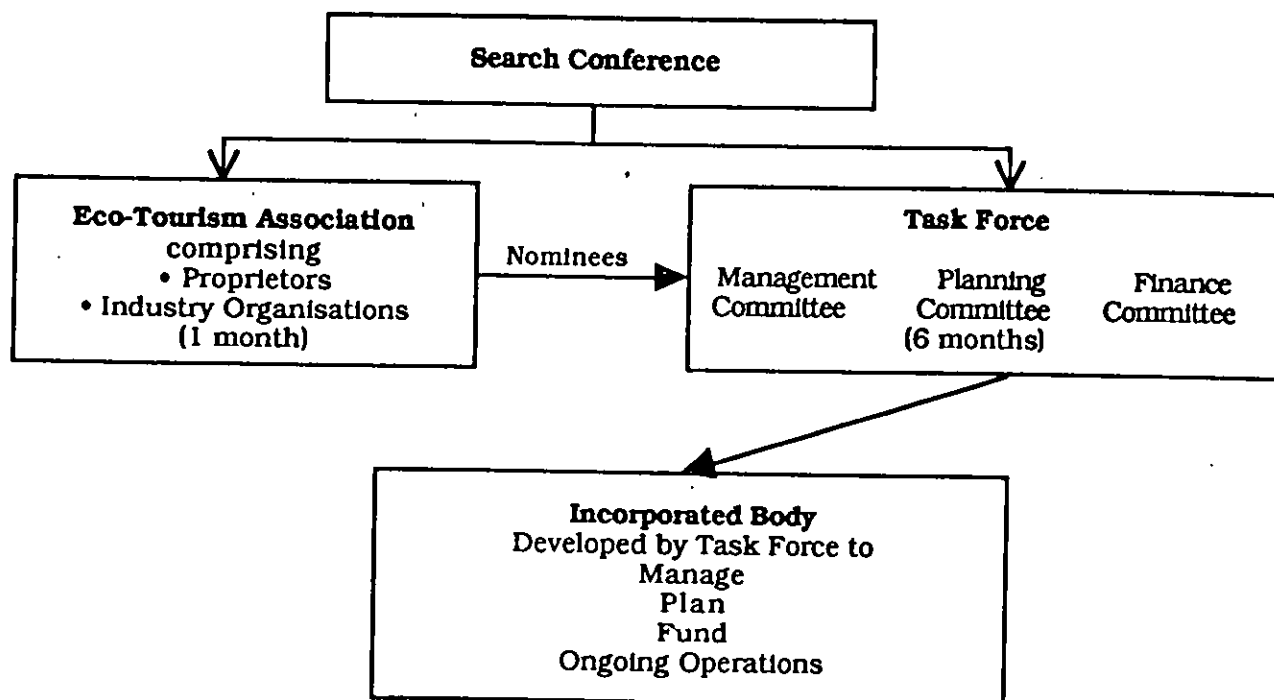 Search Conference
Eco-Tourism Association
comprising
• Proprietors
• Industry Organisations
(1 month)
Nominees
Task Force
Management Planning Finance
Committee Committee Committee
(6 months)
Incorporated Body
Developed by Task Force to
Manage
Plan
Fund
Ongoing Operations